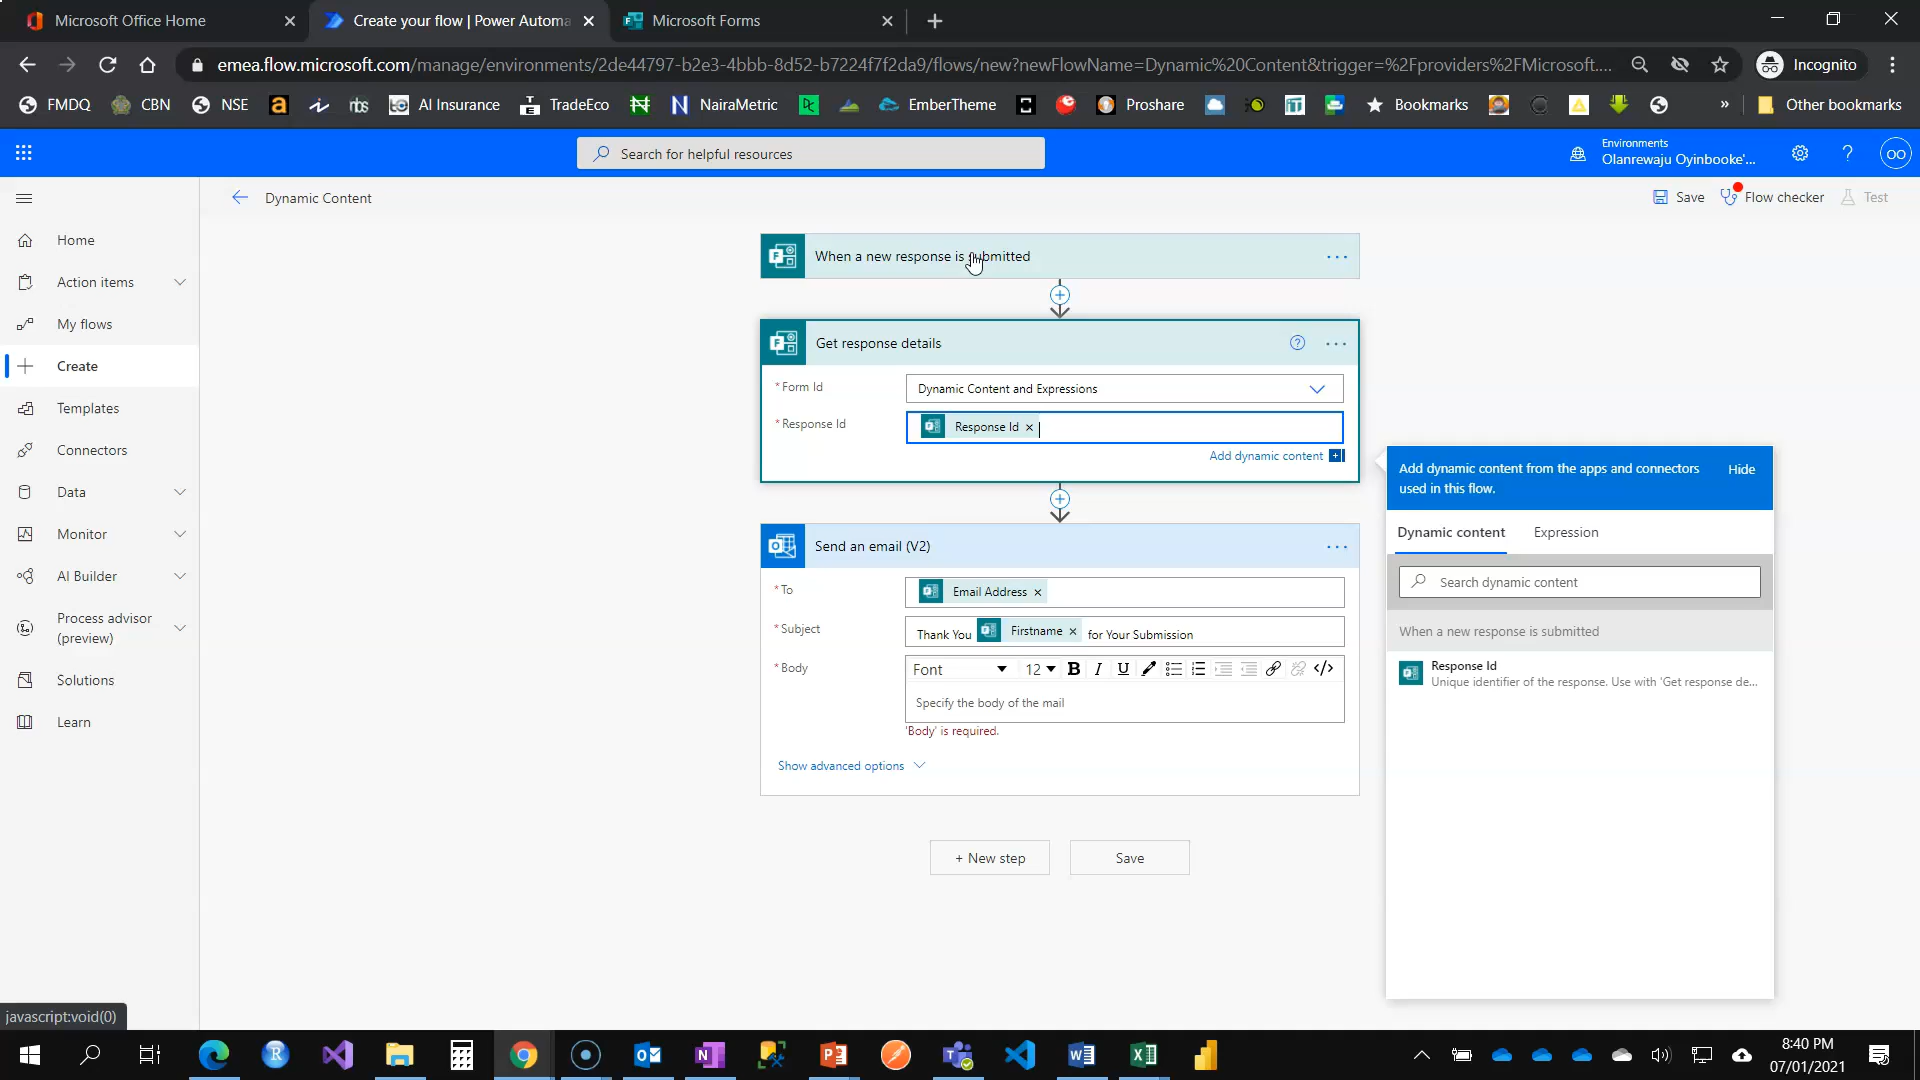 Microsoft Office Home
Create your flow | Power Automa
Microsoft Forms
emea.flow.microsoft.com/manage/environments/2de44797-b2e3-4bbb-8d52-b7224f7f2da9/flows/new?newFlowName=Dynamic%20Content&trigger=%2Fproviders%2FMicrosoft....
Incognito
FMDQ
CBN
NSE
AI Insurance
TradeEco
NairaMetric
EmberTheme
Proshare
Bookmarks
Other bookmarks
Search for helpful resources
Environments
Olanrewaju Oyinbooke'...
OO
Dynamic Content
Save
Flow checker
Test
Home
Action items
My flows
Create
Templates
Connectors
Data
Monitor
AI Builder
Process advisor
(preview)
Solutions
Learn
When a new response is submitted
Get response details
* Form Id
Dynamic Content and Expressions
* Response Id
Response Id
Add dynamic content
Send an email (V2)
* To
Email Address
* Subject
Thank You Firstname for Your Submission
* Body
Font
12
B I U
Specify the body of the mail
'Body' is required.
Show advanced options
+ New step
Save
Add dynamic content from the apps and connectors
used in this flow.
Hide
Dynamic content
Expression
Search dynamic content
When a new response is submitted
Response Id
Unique identifier of the response. Use with 'Get response de...
javascript:void(0)
8:40 PM
07/01/2021